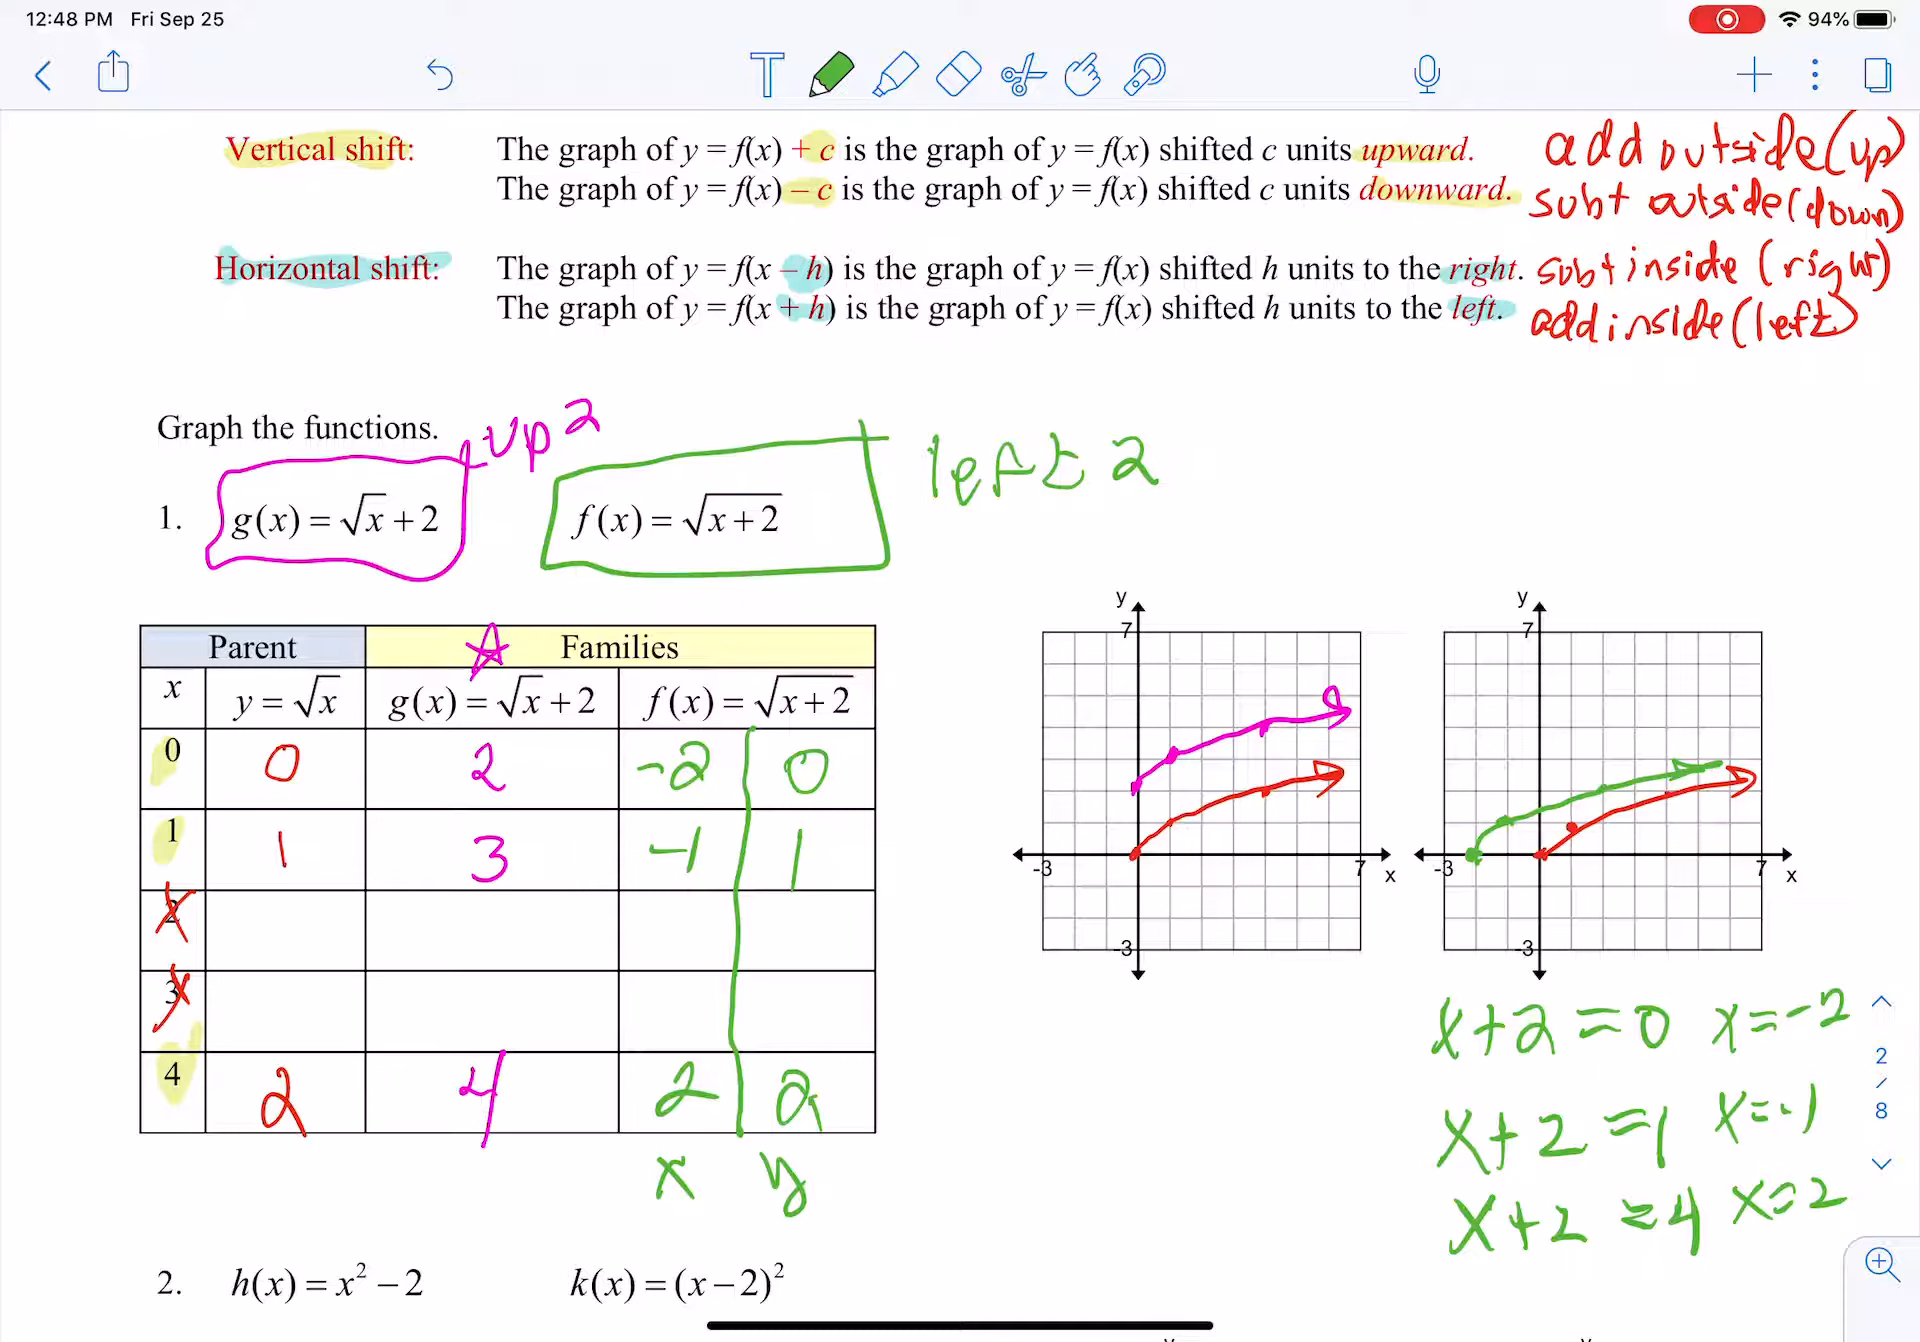 12:48 PM Fri Sep 25 94%
Vertical shift: The graph of y = f(x) + c is the graph of y = f(x) shifted c units upward. add outside (up)
The graph of y = f(x) – c is the graph of y = f(x) shifted c units downward. subt outside (down)
Horizontal shift: The graph of y = f(x – h) is the graph of y = f(x) shifted h units to the right. subt inside (right)
The graph of y = f(x + h) is the graph of y = f(x) shifted h units to the left. add inside (left)
Graph the functions. up 2 left 2
1. g(x) = √x + 2 f(x) = √(x + 2)
Parent Families
x y = √x g(x) = √x + 2 f(x) = √(x + 2)
0 0 2 -2 0
1 1 3 -1 1
2
3
4 2 4 2 2
x y
y 7 -3 7 x -3
y 7 -3 7 x -3
x+2=0 x=-2
x+2=1 x=-1
x+2=4 x=2
2 / 8
2. h(x) = x² – 2 k(x) = (x – 2)²